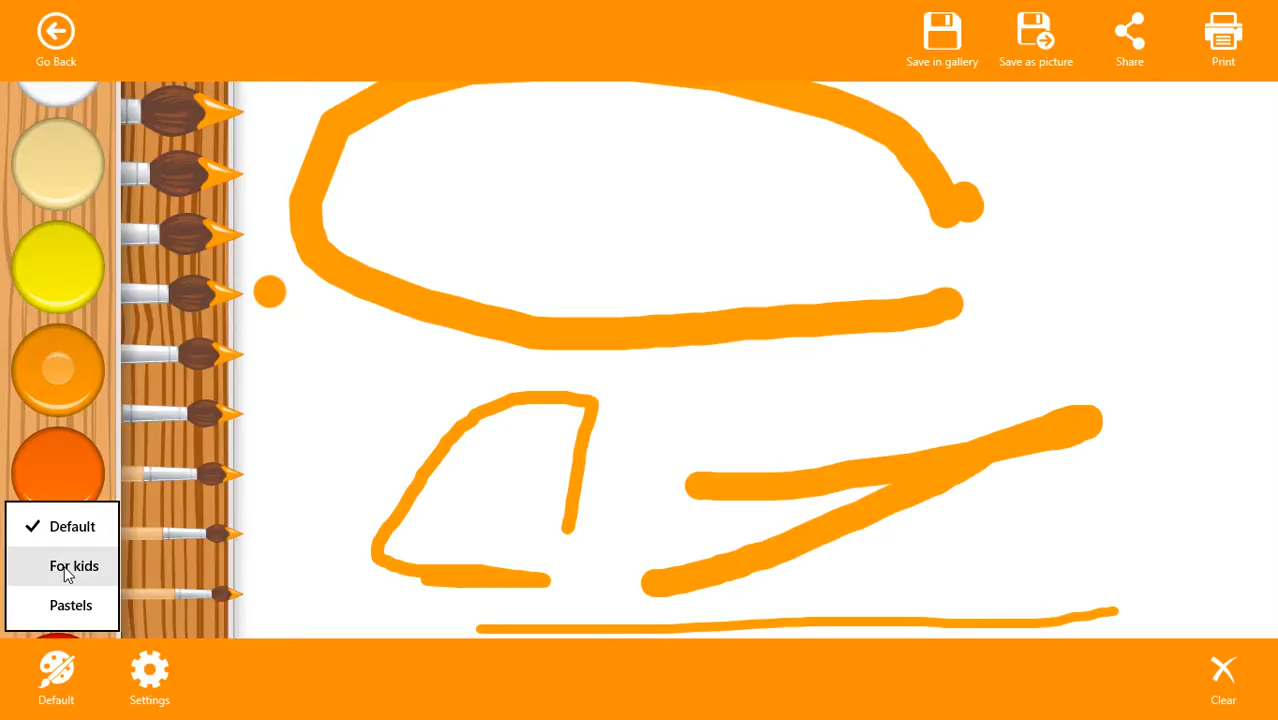 Go Back
Save in gallery
Save as picture
Share
Print
Default
For kids
Pastels
Default
Settings
Clear